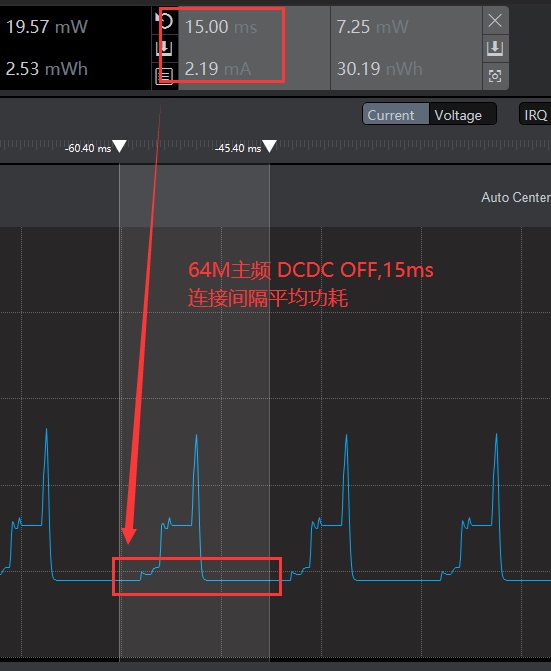 19.57 mW
15.00 ms
7.25 mW
2.53 mWh
2.19 mA
30.19 nWh
Current
Voltage
IRQ
-60.40 ms
-45.40 ms
Auto Center
64M主频 DCDC OFF,15ms
连接间隔平均功耗